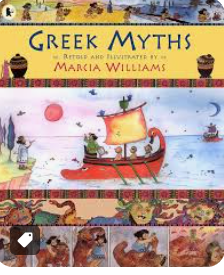 GREEK MYTHS
RETOLD AND ILLUSTRATED BY
MARCIA WILLIAMS